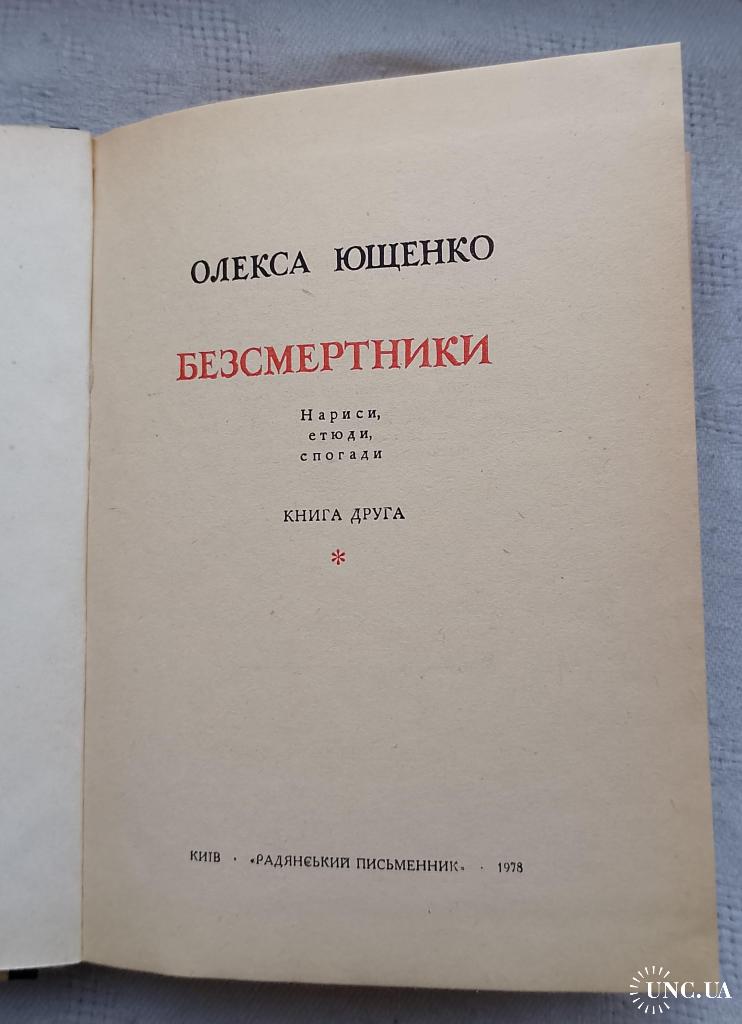 ОЛЕКСА ЮЩЕНКО
БЕЗСМЕРТНИКИ
Нариси,
етюди,
спогади
КНИГА ДРУГА
*
КИЇВ · «РАДЯНСЬКИЙ ПИСЬМЕННИК» · 1978
UNC.UA